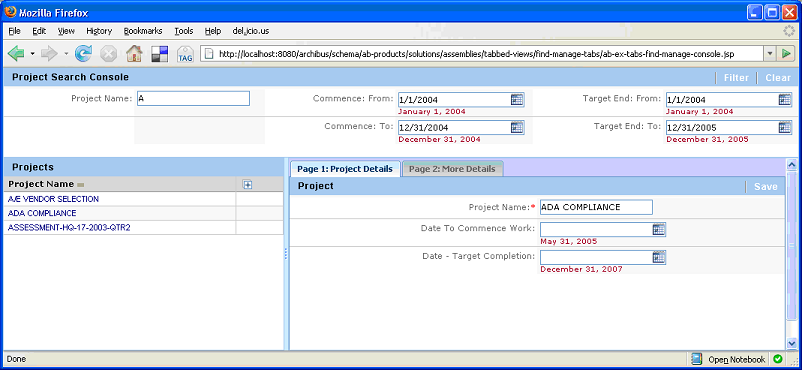 Mozilla Firefox
File Edit View History Bookmarks Tools Help del.icio.us
TAG http://localhost:8080/archibus/schema/ab-products/solutions/assemblies/tabbed-views/find-manage-tabs/ab-ex-tabs-find-manage-console.jsp
Project Search Console Filter Clear
Project Name: A Commence: From: 1/1/2004 Target End: From: 1/1/2004
January 1, 2004 January 1, 2004
Commence: To: 12/31/2004 Target End: To: 12/31/2005
December 31, 2004 December 31, 2005
Projects
Project Name
A/E VENDOR SELECTION
ADA COMPLIANCE
ASSESSMENT-HQ-17-2003-QTR2
Page 1: Project Details Page 2: More Details
Project Save
Project Name:* ADA COMPLIANCE
Date To Commence Work:
May 31, 2005
Date - Target Completion:
December 31, 2007
Done Open Notebook